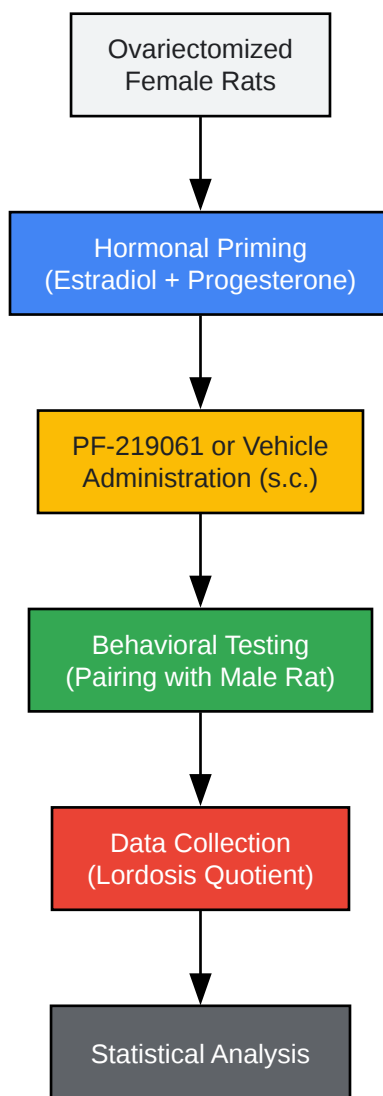 Ovariectomized
Female Rats
Hormonal Priming
(Estradiol + Progesterone)
PF-219061 or Vehicle
Administration (s.c.)
Behavioral Testing
(Pairing with Male Rat)
Data Collection
(Lordosis Quotient)
Statistical Analysis